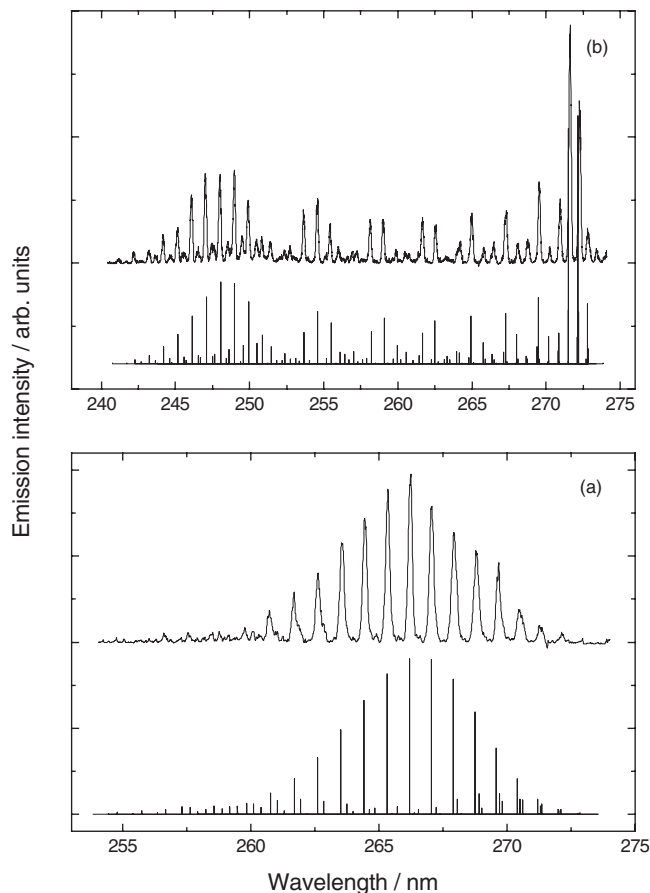 (b)
240 245 250 255 260 265 270 275
Emission intensity / arb. units
(a)
255 260 265 270 275
Wavelength / nm